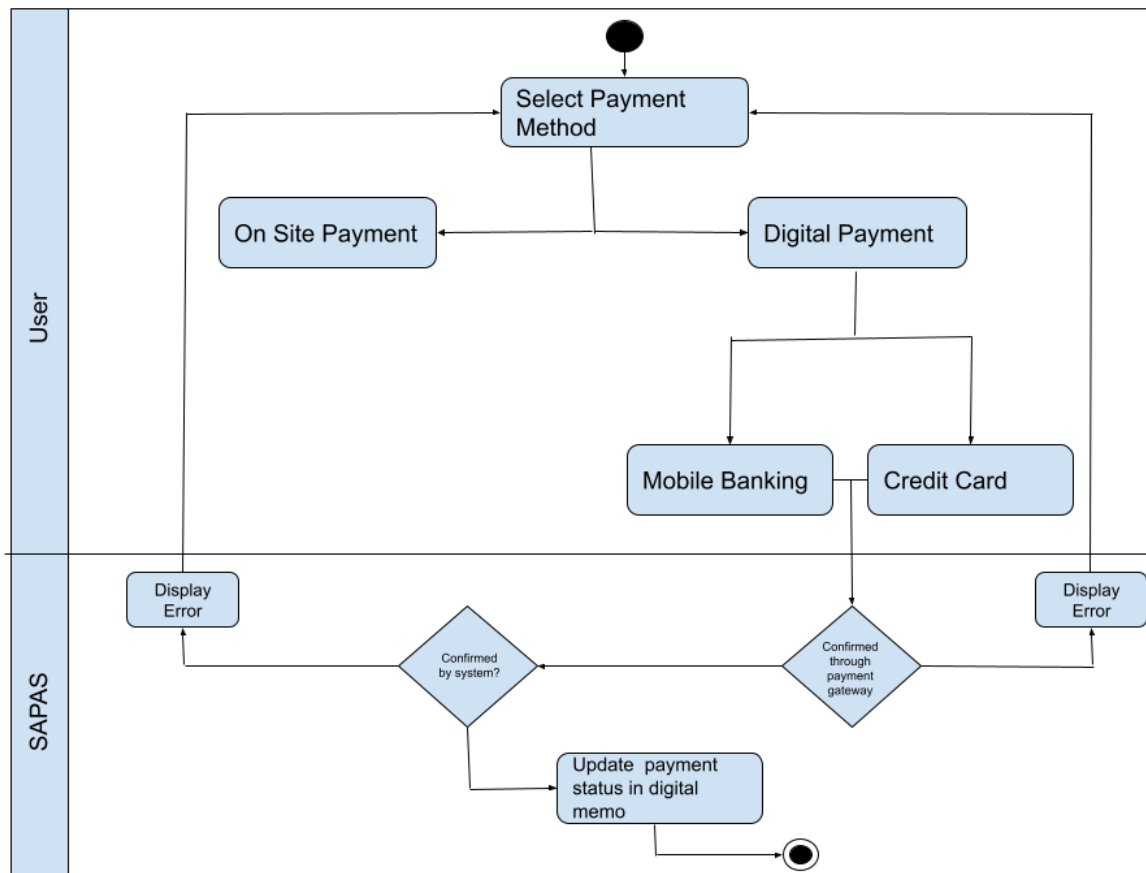 User
Select Payment
Method
On Site Payment
Digital Payment
Mobile Banking
Credit Card
SAPAS
Display
Error
Confirmed
by system?
Confirmed
through
payment
gateway
Display
Error
Update payment
status in digital
memo